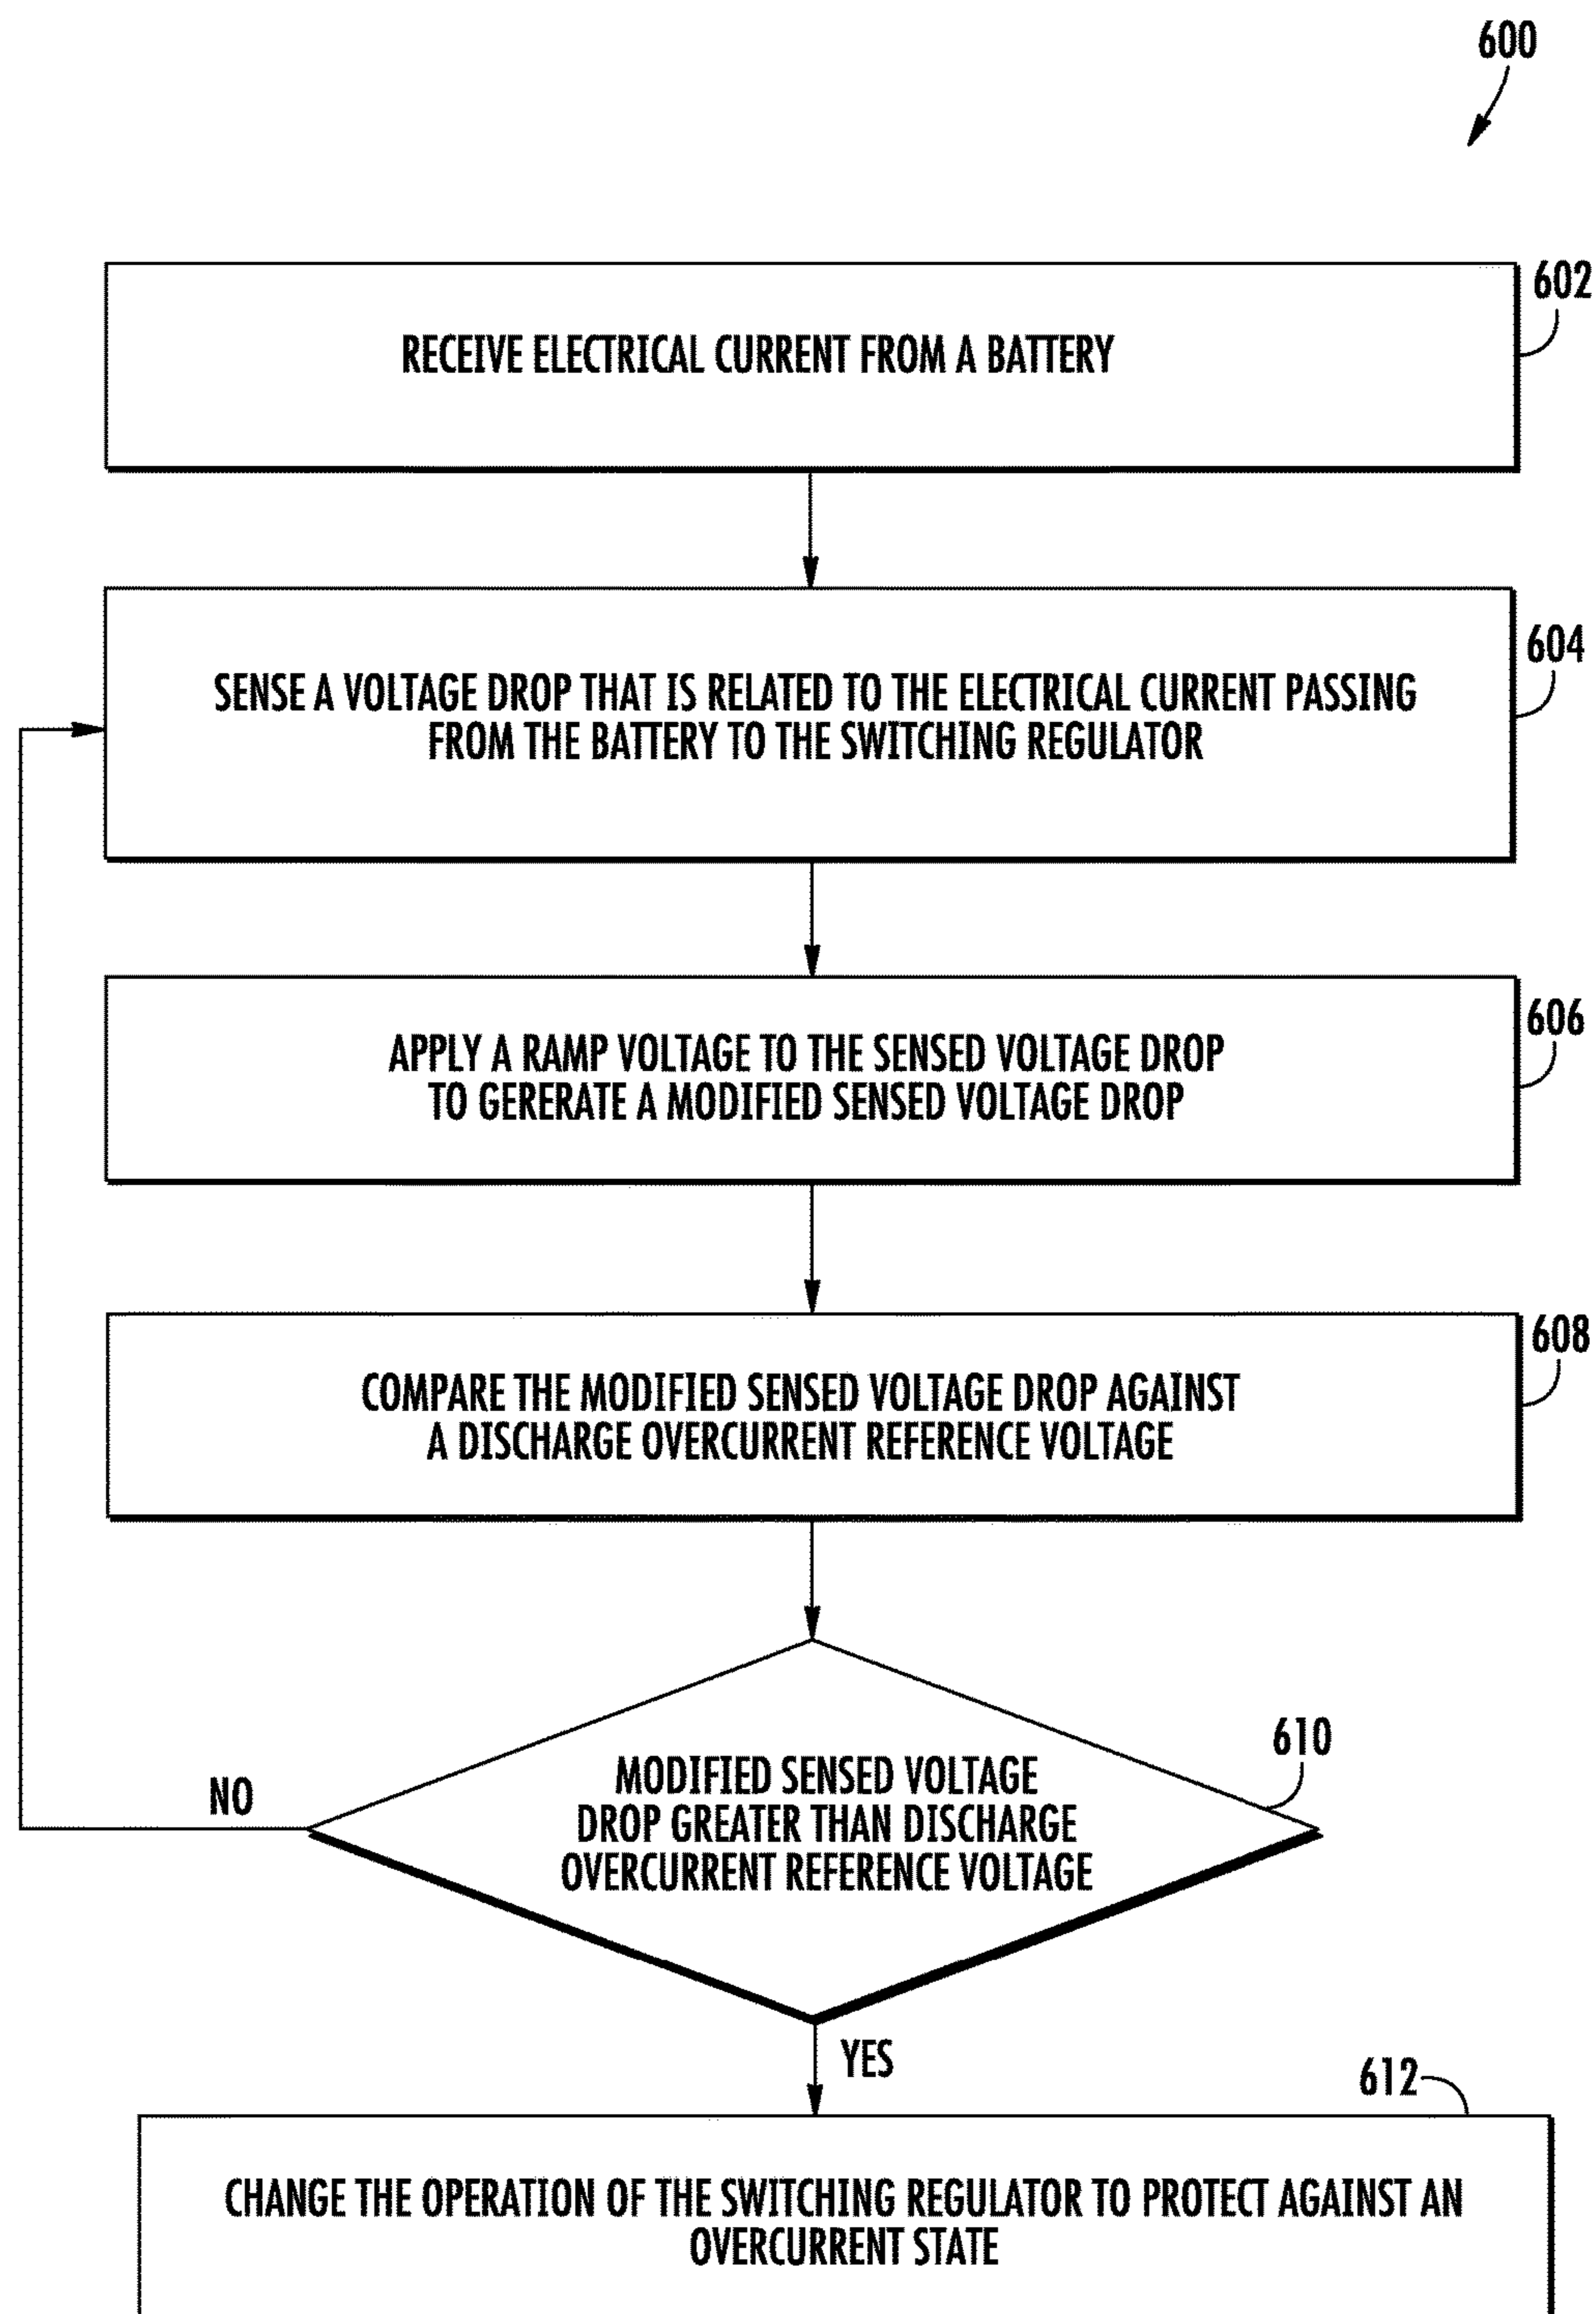 600
602
RECEIVE ELECTRICAL CURRENT FROM A BATTERY
604
SENSE A VOLTAGE DROP THAT IS RELATED TO THE ELECTRICAL CURRENT PASSING
FROM THE BATTERY TO THE SWITCHING REGULATOR
606
APPLY A RAMP VOLTAGE TO THE SENSED VOLTAGE DROP
TO GERERATE A MODIFIED SENSED VOLTAGE DROP
608
COMPARE THE MODIFIED SENSED VOLTAGE DROP AGAINST
A DISCHARGE OVERCURRENT REFERENCE VOLTAGE
610
MODIFIED SENSED VOLTAGE
DROP GREATER THAN DISCHARGE
OVERCURRENT REFERENCE VOLTAGE
NO
YES
612
CHANGE THE OPERATION OF THE SWITCHING REGULATOR TO PROTECT AGAINST AN
OVERCURRENT STATE